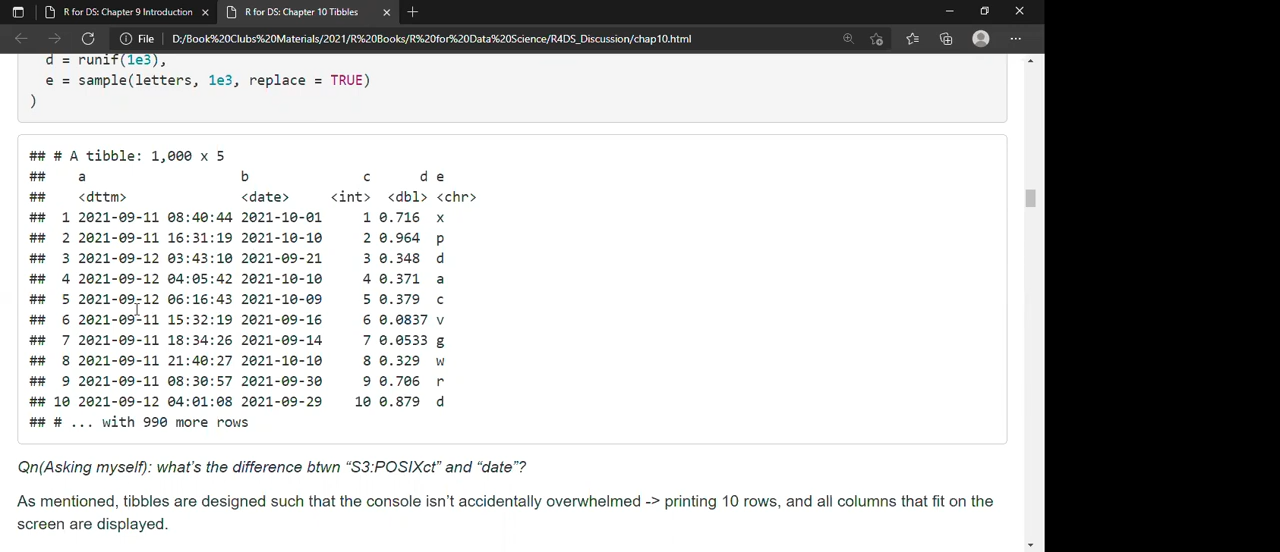 R for DS: Chapter 9 Introduction
R for DS: Chapter 10 Tibbles
File
D:/Book%20Clubs%20Materials/2021/R%20Books/R%20for%20Data%20Science/R4DS_Discussion/chap10.html
d = runif(1e3),
e = sample(letters, 1e3, replace = TRUE)
)
## # A tibble: 1,000 x 5
##    a                   b              c      d e
##    <dttm>              <date>     <int>  <dbl> <chr>
##  1 2021-09-11 08:40:44 2021-10-01     1 0.716  x
##  2 2021-09-11 16:31:19 2021-10-10     2 0.964  p
##  3 2021-09-12 03:43:10 2021-09-21     3 0.348  d
##  4 2021-09-12 04:05:42 2021-10-10     4 0.371  a
##  5 2021-09-12 06:16:43 2021-10-09     5 0.379  c
##  6 2021-09-11 15:32:19 2021-09-16     6 0.0837 v
##  7 2021-09-11 18:34:26 2021-09-14     7 0.0533 g
##  8 2021-09-11 21:40:27 2021-10-10     8 0.329  w
##  9 2021-09-11 08:30:57 2021-09-30     9 0.706  r
## 10 2021-09-12 04:01:08 2021-09-29    10 0.879  d
## # ... with 990 more rows
Qn(Asking myself): what's the difference btwn “S3:POSIXct” and “date”?
As mentioned, tibbles are designed such that the console isn't accidentally overwhelmed -> printing 10 rows, and all columns that fit on the
screen are displayed.